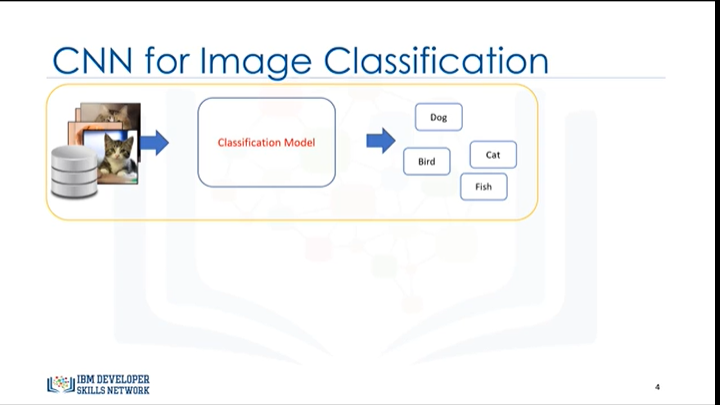 CNN for Image Classification
Classification Model
Dog
Bird
Cat
Fish
IBM DEVELOPER
SKILLS NETWORK
4